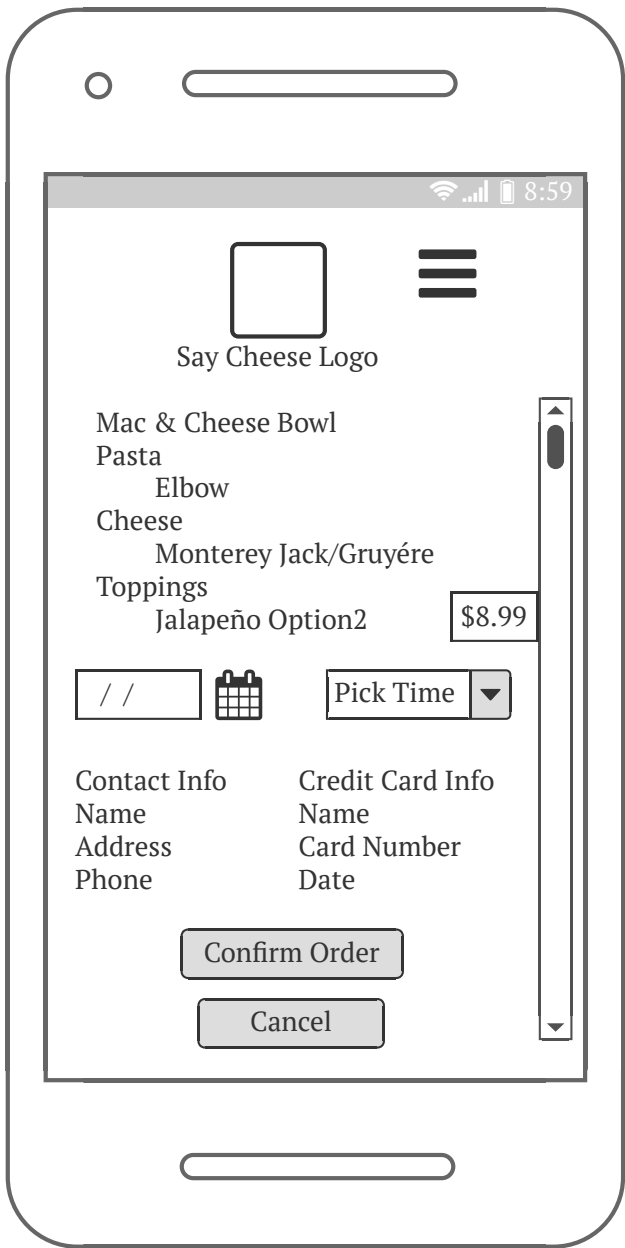 8:59
Say Cheese Logo
Mac & Cheese Bowl
Pasta
Elbow
Cheese
Monterey Jack/Gruyére
Toppings
Jalapeño Option2
$8.99
/ /
Pick Time
Contact Info
Name
Address
Phone
Credit Card Info
Name
Card Number
Date
Confirm Order
Cancel